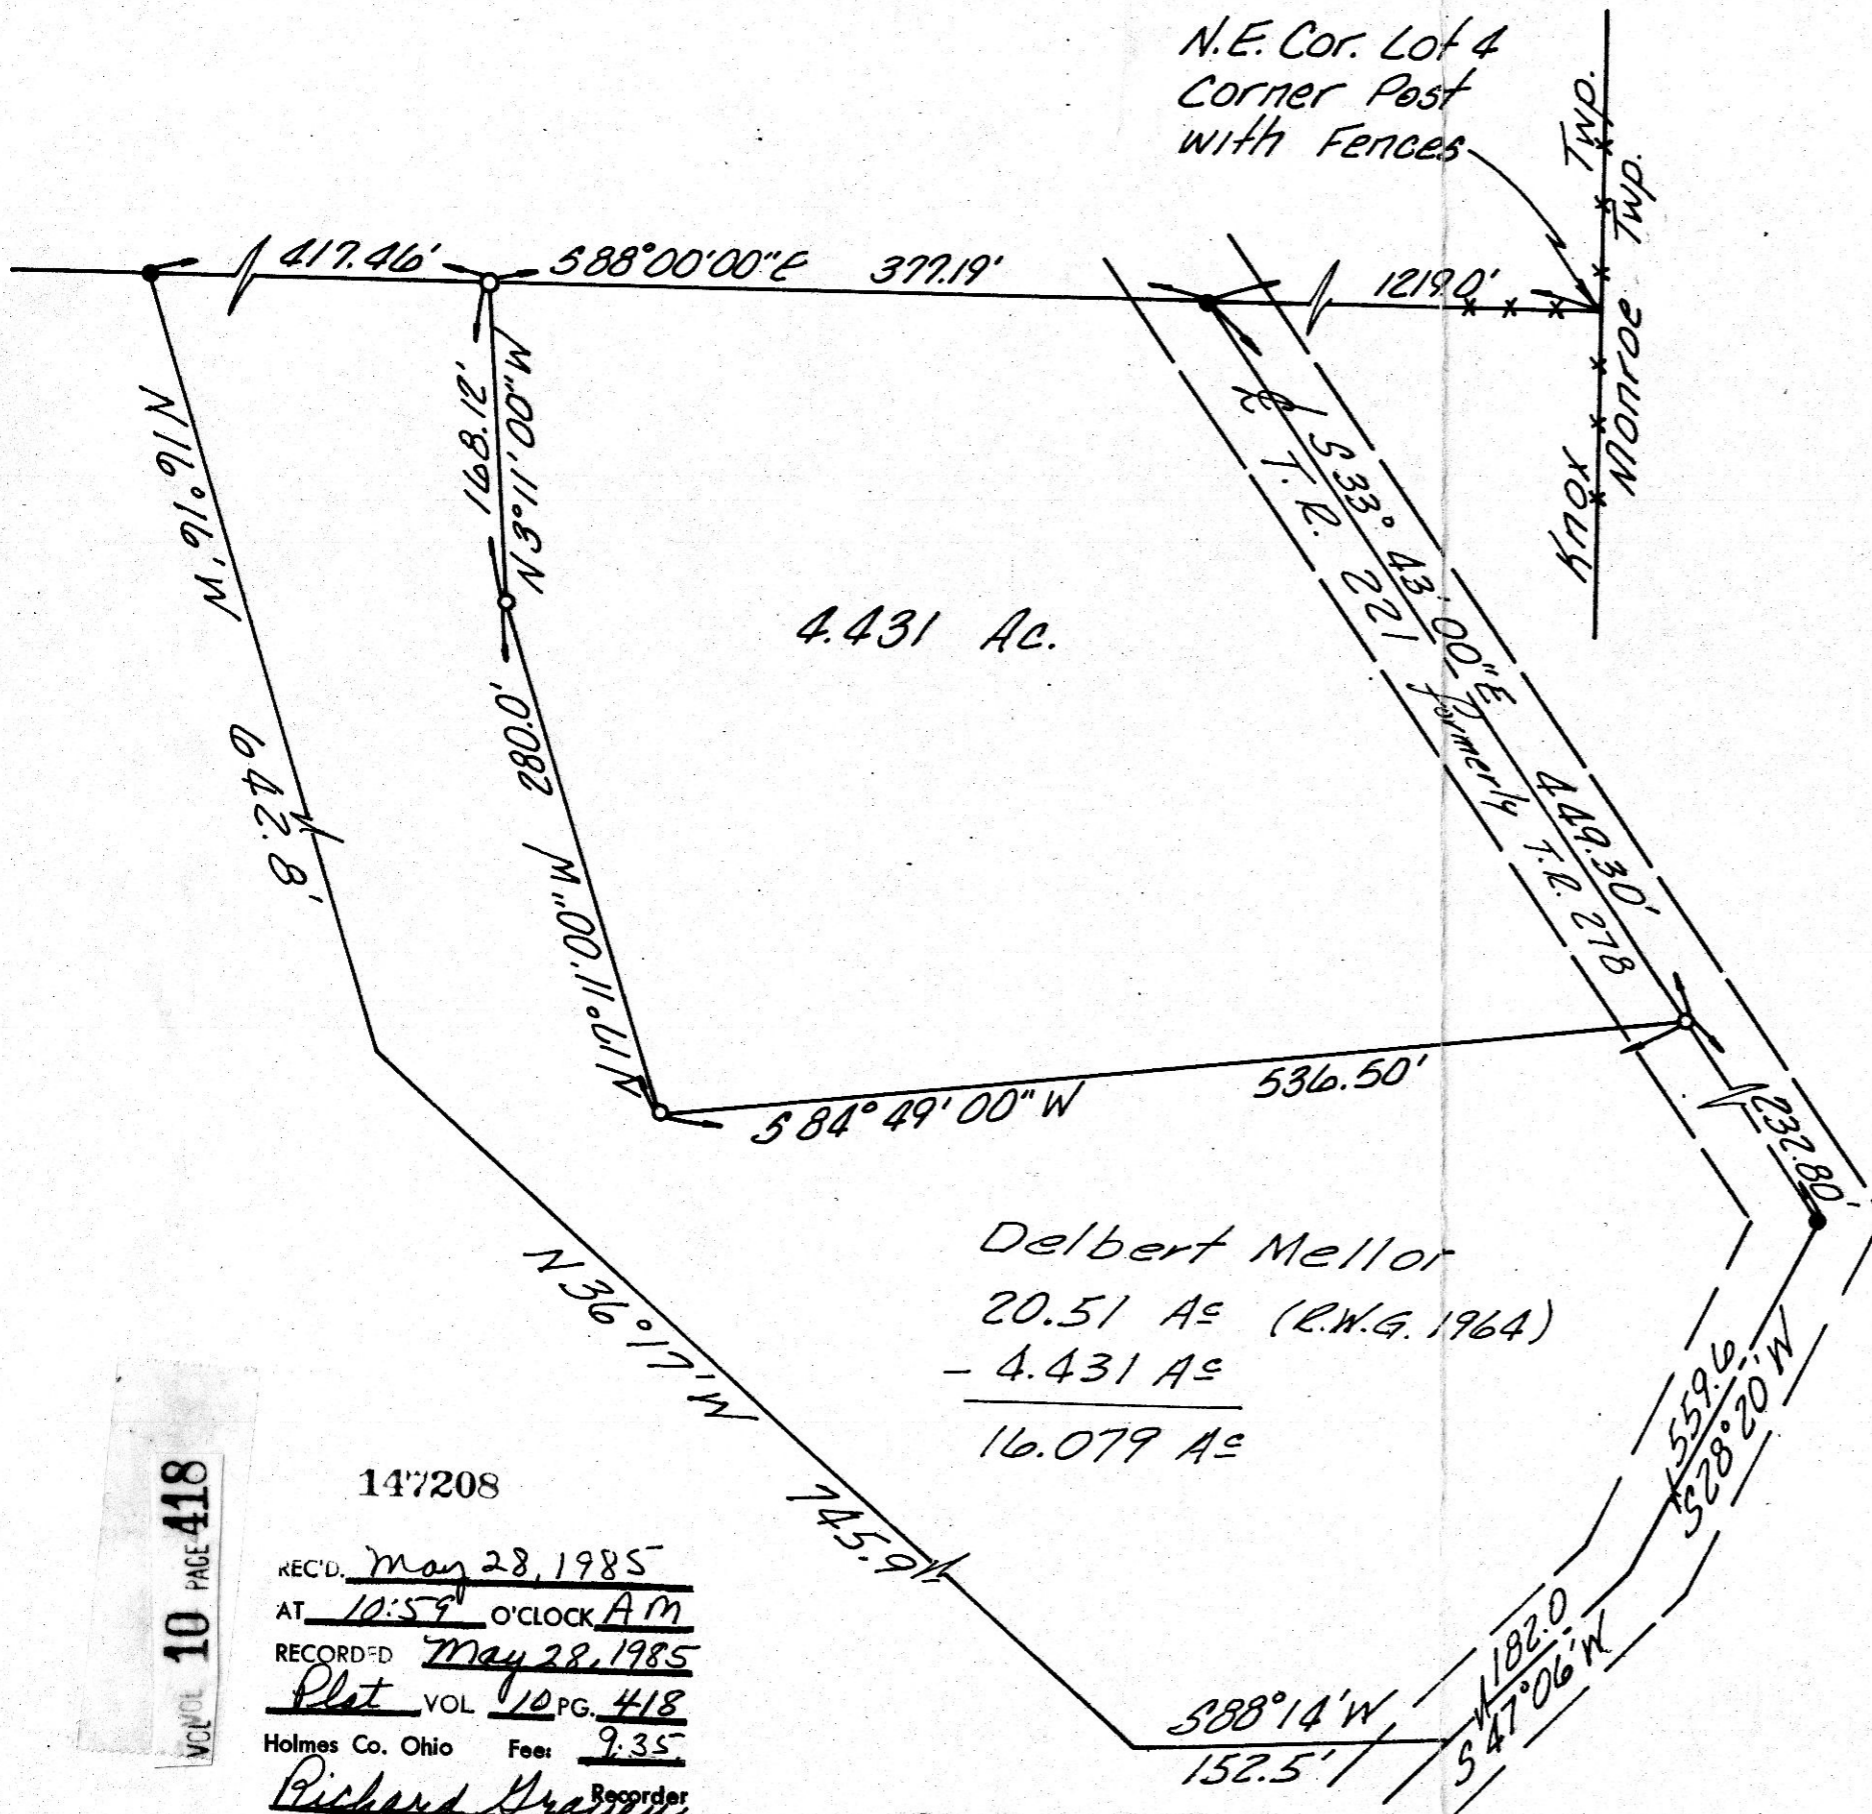 N.E. Cor. Lot 4
Corner Post
with Fences
Knox Twp.
Monroe Twp.
417.46'
S88°00'00"E 377.19'
1219.0'
N16°16'W 642.8'
168.12'
N3°11'00"W
280.0'
N17°11'00"W
4.431 Ac.
℄ T.R. 221 formerly T.R. 278
S33°43'00"E 449.30'
S84°49'00"W 536.50'
232.80'
Delbert Mellor
20.51 Ac (R.W.G. 1964)
- 4.431 Ac
16.079 Ac
N36°17'W 745.9'
559.6
S28°20'W
182.0
S47°06'W
S88°14'W
152.5'
VOL 10 PAGE 418
147208
REC'D. May 28, 1985
AT 10:59 O'CLOCK AM
RECORDED May 28, 1985
Plat VOL 10 PG. 418
Holmes Co. Ohio Fee: 9.35
Richard Recorder